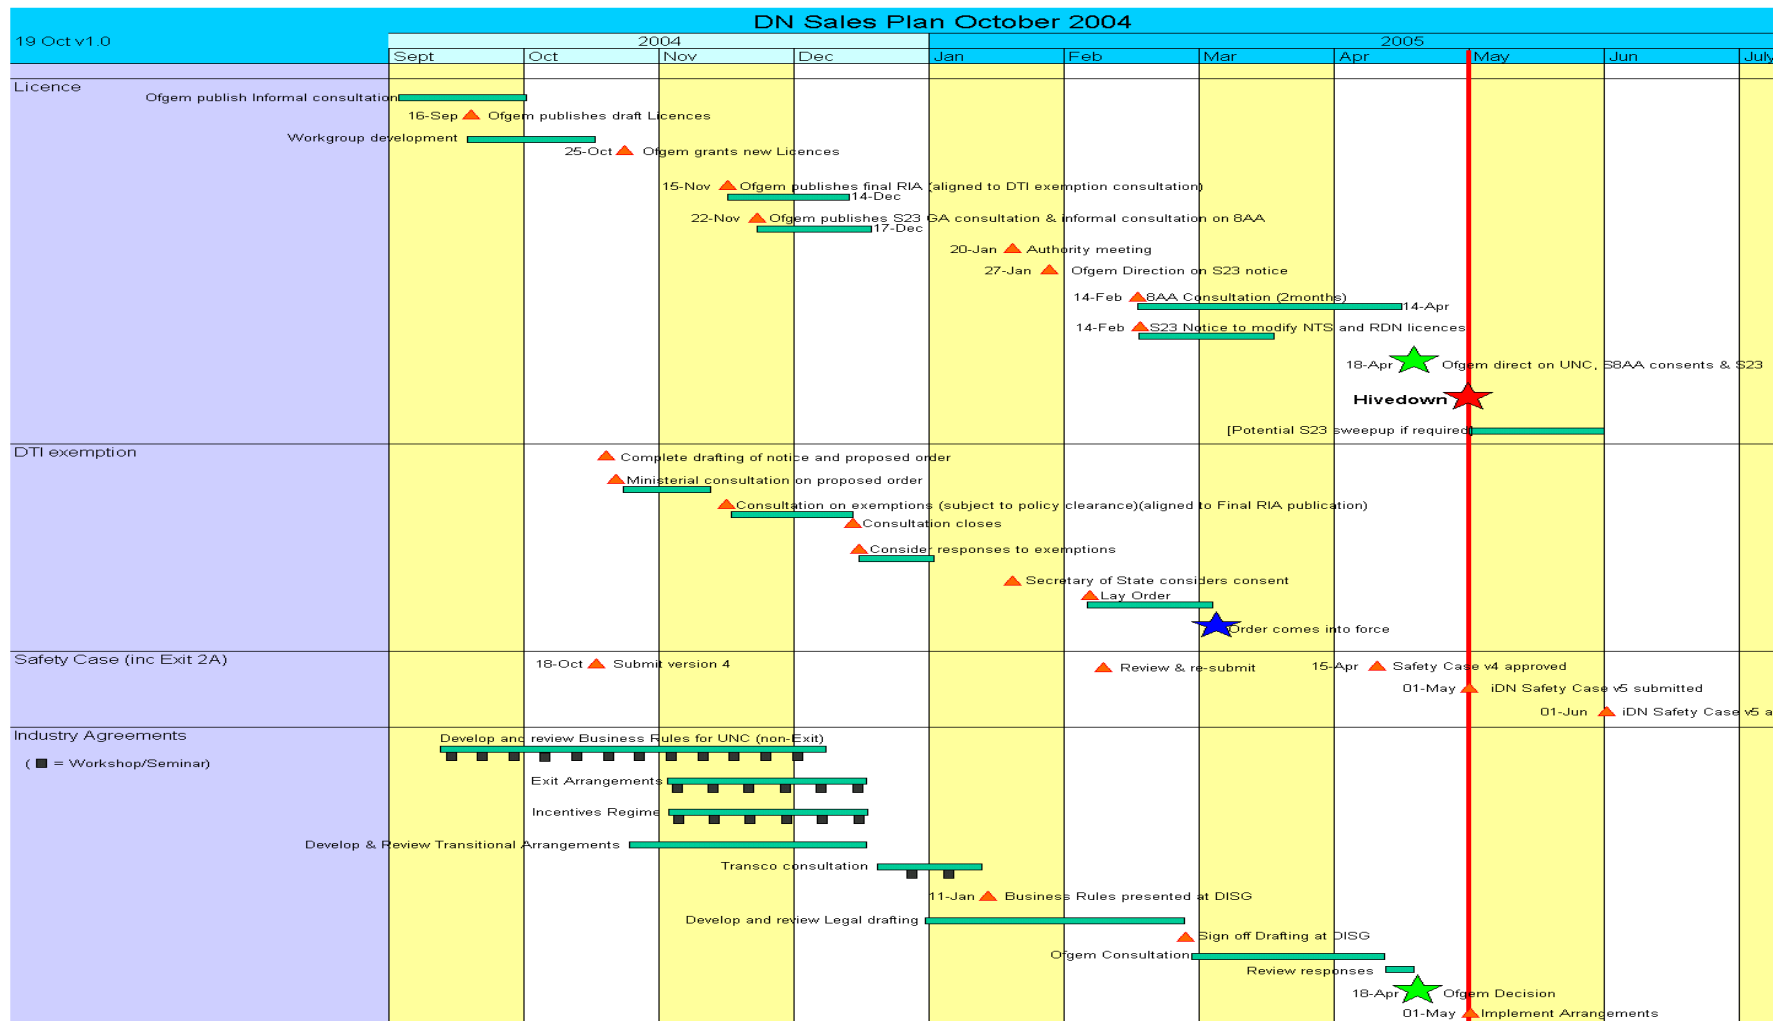 DN Sales Plan October 2004
19 Oct v1.0
2004
2005
Sept
Oct
Nov
Dec
Jan
Feb
Mar
Apr
May
Jun
July
Licence
Ofgem publish Informal consultation
16-Sep Ofgem publishes draft Licences
Workgroup development
25-Oct Ofgem grants new Licences
15-Nov Ofgem publishes final RIA (aligned to DTI exemption consultation)
14-Dec
22-Nov Ofgem publishes S23 GA consultation & informal consultation on 8AA
17-Dec
20-Jan Authority meeting
27-Jan Ofgem Direction on S23 notice
14-Feb 8AA Consultation (2months)
14-Apr
14-Feb S23 Notice to modify NTS and RDN licences
18-Apr Ofgem direct on UNC, S8AA consents & S23
Hivedown
[Potential S23 sweepup if required]
DTI exemption
Complete drafting of notice and proposed order
Ministerial consultation on proposed order
Consultation on exemptions (subject to policy clearance)(aligned to Final RIA publication)
Consultation closes
Consider responses to exemptions
Secretary of State considers consent
Lay Order
Order comes into force
Safety Case (inc Exit 2A)
18-Oct Submit version 4
Review & re-submit
15-Apr Safety Case v4 approved
01-May iDN Safety Case v5 submitted
01-Jun iDN Safety Case v5 a
Industry Agreements
( ■ = Workshop/Seminar)
Develop and review Business Rules for UNC (non-Exit)
Exit Arrangements
Incentives Regime
Develop & Review Transitional Arrangements
Transco consultation
11-Jan Business Rules presented at DISG
Develop and review Legal drafting
Sign off Drafting at DISG
Ofgem Consultation
Review responses
18-Apr Ofgem Decision
01-May Implement Arrangements